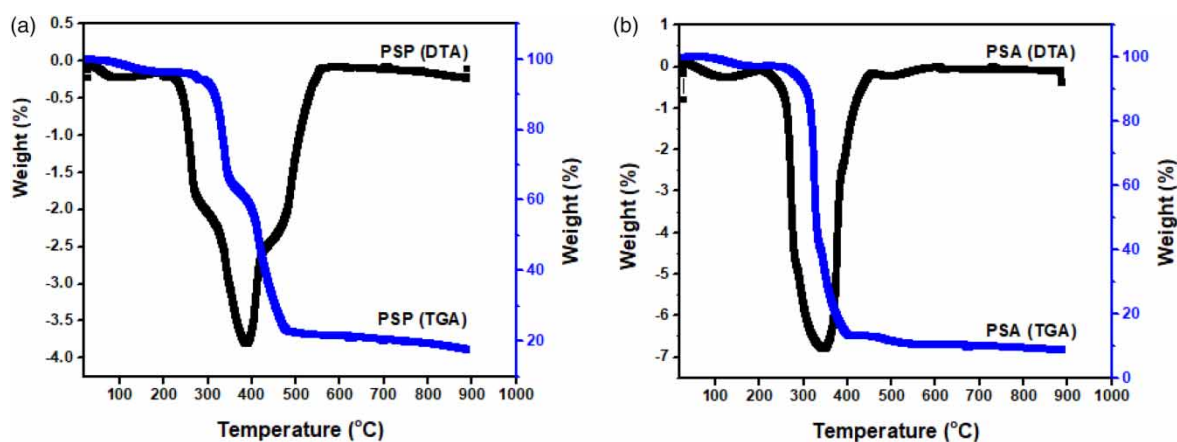 (a)
PSP (DTA)
PSP (TGA)
0.5
0.0
-0.5
-1.0
-1.5
-2.0
-2.5
-3.0
-3.5
-4.0
Weight (%)
100
80
60
40
20
Weight (%)
100 200 300 400 500 600 700 800 900 1000
Temperature (°C)
(b)
PSA (DTA)
PSA (TGA)
1
0
-1
-2
-3
-4
-5
-6
-7
Weight (%)
100
80
60
40
20
0
Weight (%)
100 200 300 400 500 600 700 800 900 1000
Temperature (°C)